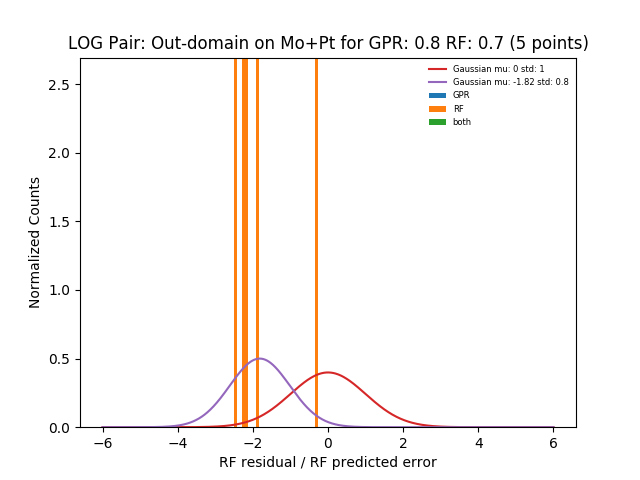 LOG Pair: Out-domain on Mo+Pt for GPR: 0.8 RF: 0.7 (5 points)
Gaussian mu: 0 std: 1
Gaussian mu: -1.82 std: 0.8
GPR
RF
both
Normalized Counts
2.5
2.0
1.5
1.0
0.5
0.0
−6 −4 −2 0 2 4 6
RF residual / RF predicted error